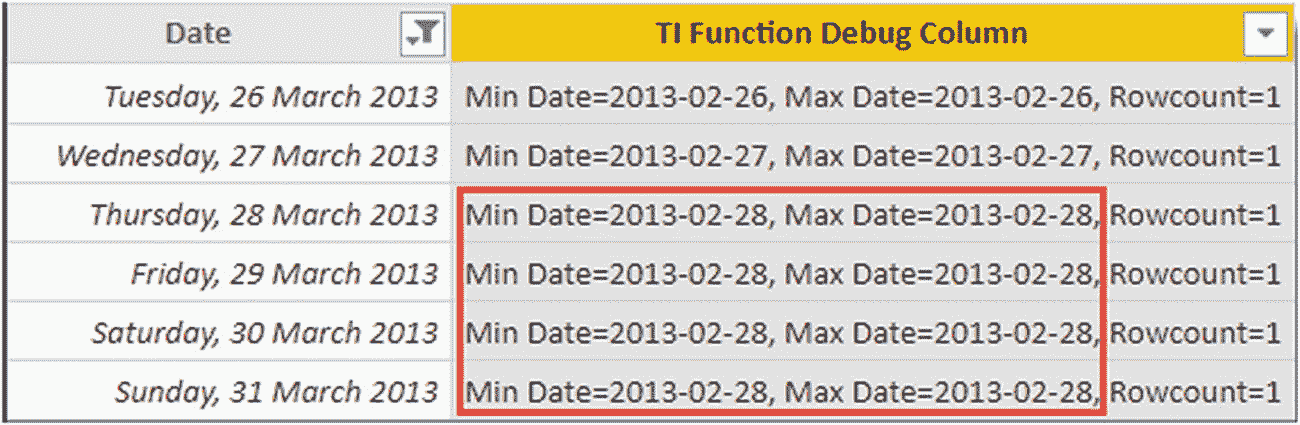 Date TI Function Debug Column
Tuesday, 26 March 2013 Min Date=2013-02-26, Max Date=2013-02-26, Rowcount=1
Wednesday, 27 March 2013 Min Date=2013-02-27, Max Date=2013-02-27, Rowcount=1
Thursday, 28 March 2013 Min Date=2013-02-28, Max Date=2013-02-28, Rowcount=1
Friday, 29 March 2013 Min Date=2013-02-28, Max Date=2013-02-28, Rowcount=1
Saturday, 30 March 2013 Min Date=2013-02-28, Max Date=2013-02-28, Rowcount=1
Sunday, 31 March 2013 Min Date=2013-02-28, Max Date=2013-02-28, Rowcount=1